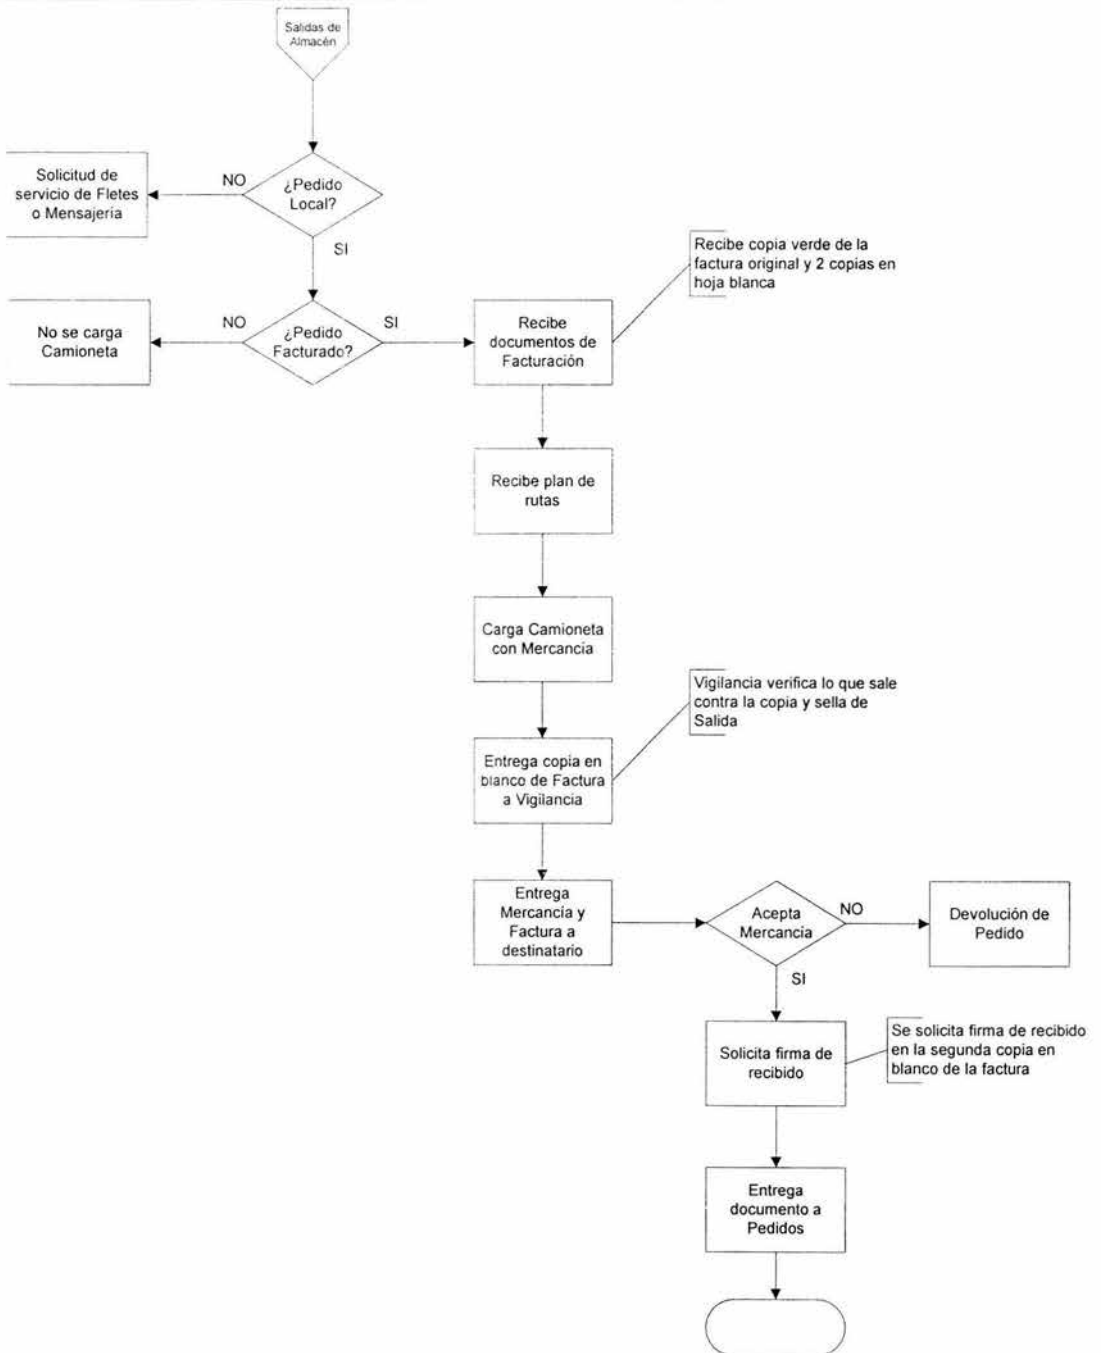 Salidas de
Almacén
Solicitud de
servicio de Fletes
o Mensajería
NO
¿Pedido
Local?
SI
Recibe copia verde de la
factura original y 2 copias en
hoja blanca
No se carga
Camioneta
NO
¿Pedido
Facturado?
SI
Recibe
documentos de
Facturación
Recibe plan de
rutas
Carga Camioneta
con Mercancía
Vigilancia verifica lo que sale
contra la copia y sella de
Salida
Entrega copia en
blanco de Factura
a Vigilancia
Entrega
Mercancía y
Factura a
destinatario
Acepta
Mercancía
NO
Devolución de
Pedido
SI
Solicita firma de
recibido
Se solicita firma de recibido
en la segunda copia en
blanco de la factura
Entrega
documento a
Pedidos